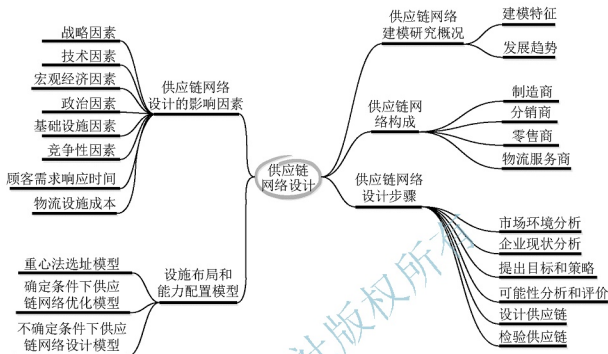 供应链
网络设计
供应链网络
建模研究概况
建模特征
发展趋势
供应链网
络构成
制造商
分销商
零售商
物流服务商
供应链网络
设计步骤
市场环境分析
企业现状分析
提出目标和策略
可能性分析和评价
设计供应链
检验供应链
供应链网络
设计的影响因素
战略因素
技术因素
宏观经济因素
政治因素
基础设施因素
竞争性因素
顾客需求响应时间
物流设施成本
设施布局和
能力配置模型
重心法选址模型
确定条件下供应
链网络优化模型
不确定条件下供应
链网络设计模型
社版权所有